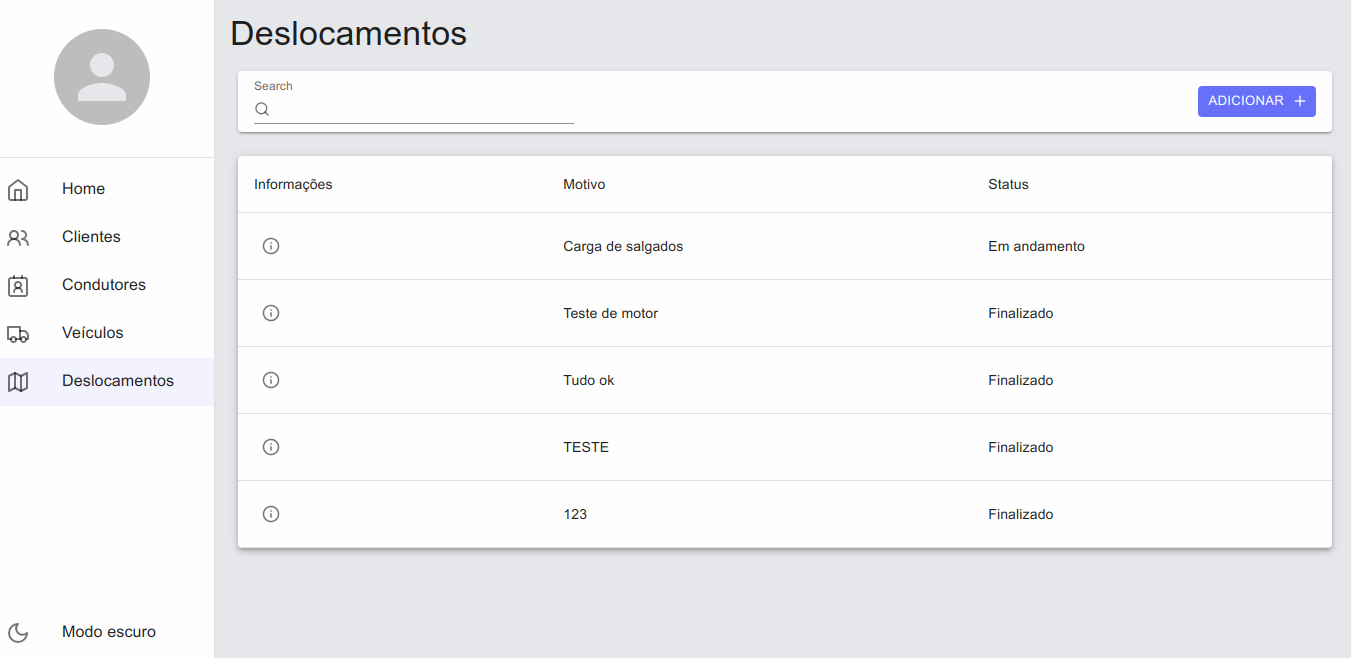 Deslocamentos
Search
ADICIONAR
Home
Clientes
Condutores
Veículos
Deslocamentos
Modo escuro
Informações Motivo Status
Carga de salgados Em andamento
Teste de motor Finalizado
Tudo ok Finalizado
TESTE Finalizado
123 Finalizado